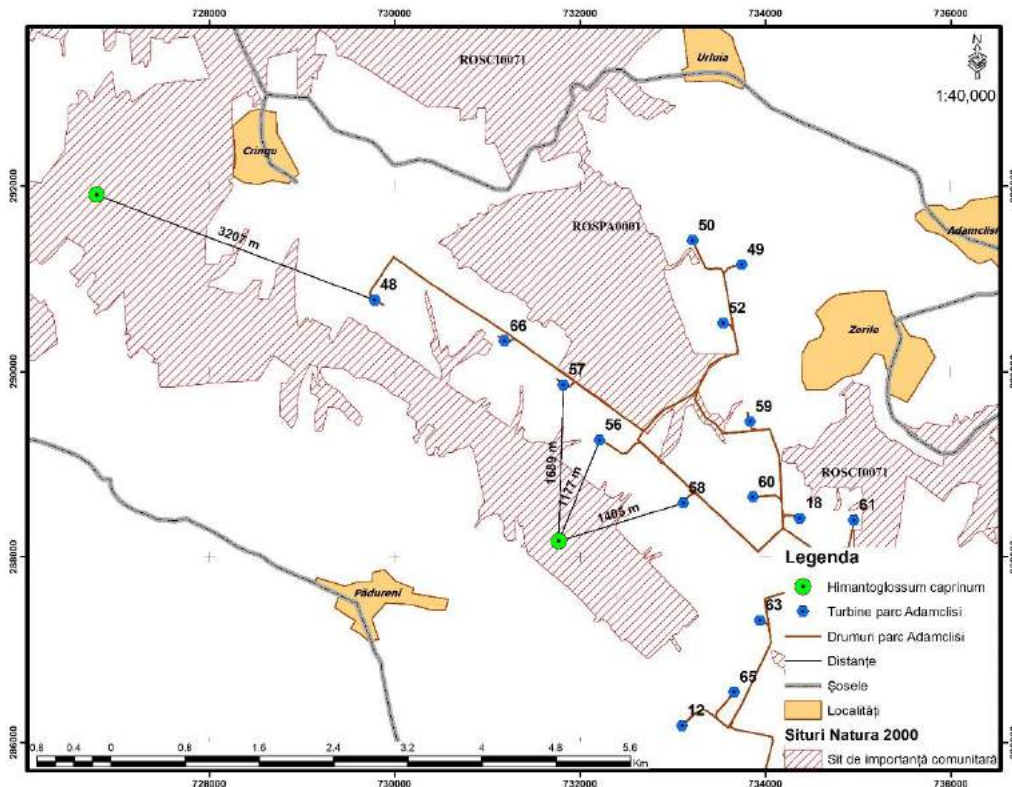 728000 730000 732000 734000 736000
ROSCI0071
Urluia
N
1:40,000
Crîngu
292000
3207 m
ROSPA0001
50
49
Adamclisi
48
52
66
Zorile
290000
57
59
56
1689 m
1177 m
1405 m
58
60
18
61
ROSCI0071
288000
Pădureni
63
65
12
286000
Legenda
Himantoglossum caprinum
Turbine parc Adamclisi
Drumuri parc Adamclisi
Distanțe
Șosele
Localități
Situri Natura 2000
Sit de importanță comunitară
0.8 0.4 0 0.8 1.6 2.4 3.2 4 4.8 5.6
Km
728000 730000 732000 734000 736000